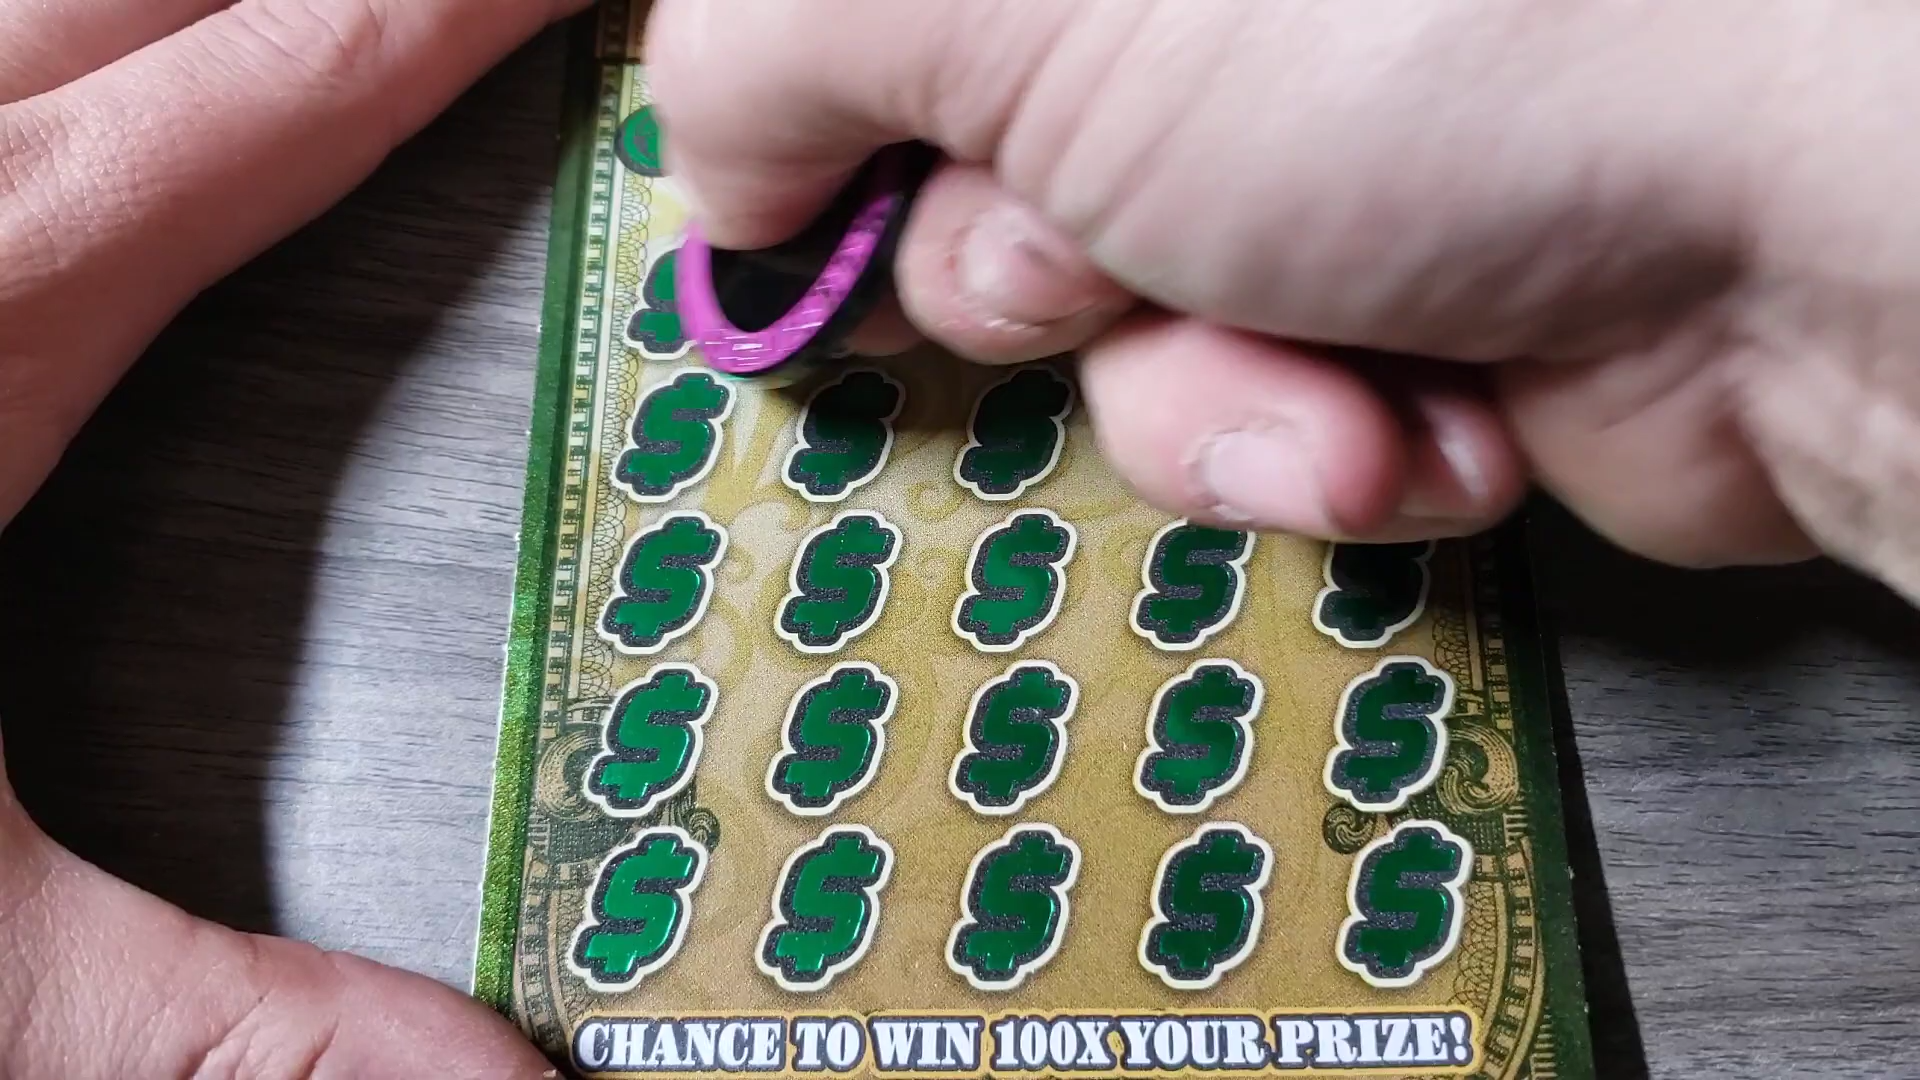 $
$ $ $
$ $ $ $ $
$ $ $ $ $
$ $ $ $ $
CHANCE TO WIN 100X YOUR PRIZE!